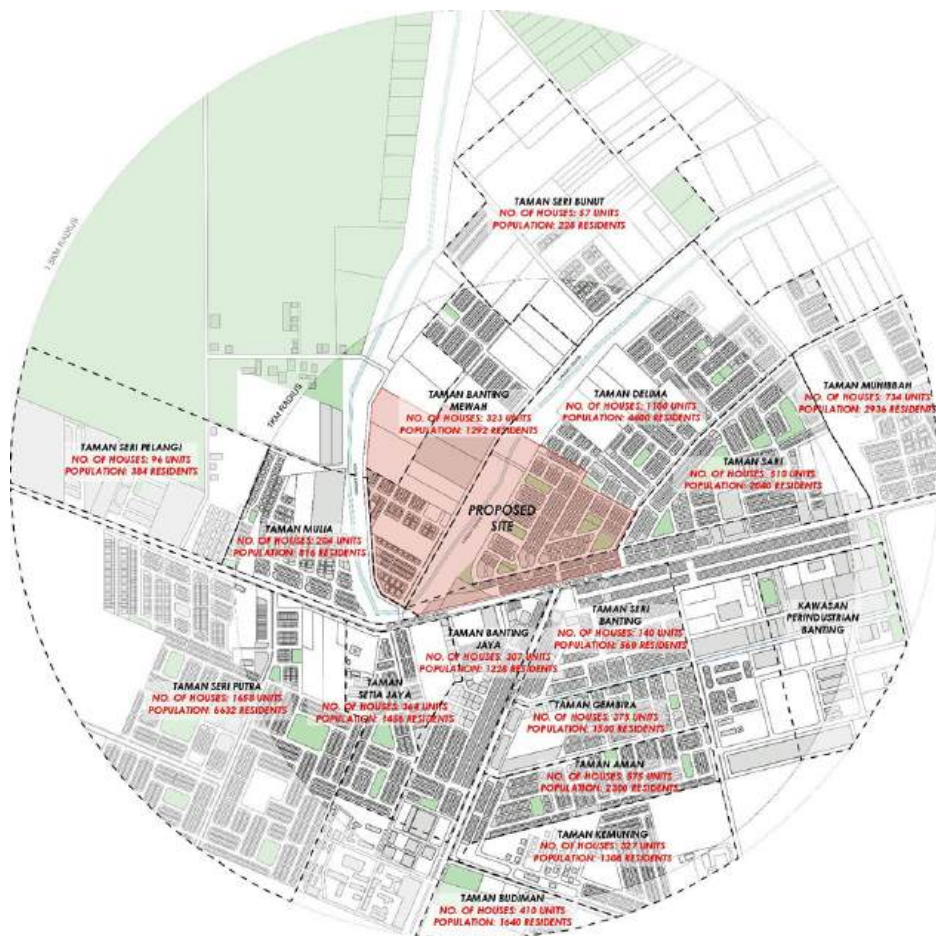 TAMAN SERI BUNUT
NO. OF HOUSES: 57 UNITS
POPULATION: 228 RESIDENTS
1.5KM RADIUS
TAMAN BANTING
MEWAH
NO. OF HOUSES: 323 UNITS
POPULATION: 1292 RESIDENTS
TAMAN DELIMA
NO. OF HOUSES: 1100 UNITS
POPULATION: 4400 RESIDENTS
TAMAN MUHIBBAH
NO. OF HOUSES: 734 UNITS
POPULATION: 2936 RESIDENTS
1KM RADIUS
TAMAN SERI PELANGI
NO. OF HOUSES: 96 UNITS
POPULATION: 384 RESIDENTS
TAMAN SARI
NO. OF HOUSES: 510 UNITS
POPULATION: 2040 RESIDENTS
PROPOSED
SITE
TAMAN MULIA
NO. OF HOUSES: 204 UNITS
POPULATION: 816 RESIDENTS
TAMAN SERI
BANTING
NO. OF HOUSES: 140 UNITS
POPULATION: 560 RESIDENTS
KAWASAN
PERINDUSTRIAN
BANTING
TAMAN BANTING
JAYA
NO. OF HOUSES: 307 UNITS
POPULATION: 1228 RESIDENTS
TAMAN SERI PUTRA
NO. OF HOUSES: 1658 UNITS
POPULATION: 6632 RESIDENTS
TAMAN
SETIA JAYA
NO. OF HOUSES: 364 UNITS
POPULATION: 1456 RESIDENTS
TAMAN GEMBIRA
NO. OF HOUSES: 375 UNITS
POPULATION: 1500 RESIDENTS
TAMAN AMAN
NO. OF HOUSES: 575 UNITS
POPULATION: 2300 RESIDENTS
TAMAN KEMUNING
NO. OF HOUSES: 327 UNITS
POPULATION: 1308 RESIDENTS
TAMAN BUDIMAN
NO. OF HOUSES: 410 UNITS
POPULATION: 1640 RESIDENTS